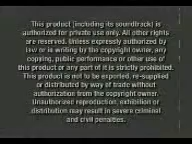 This product (including its soundtrack) is
authorized for private use only. All other rights
are reserved. Unless expressly authorized by
law or in writing by the copyright owner, any
copying, public performance or other use of
this product or any part of it is strictly prohibited.
This product is not to be exported, re-supplied
or distributed by way of trade without
authorization from the copyright owner.
Unauthorized reproduction, exhibition or
distribution may result in severe criminal
and civil penalties.